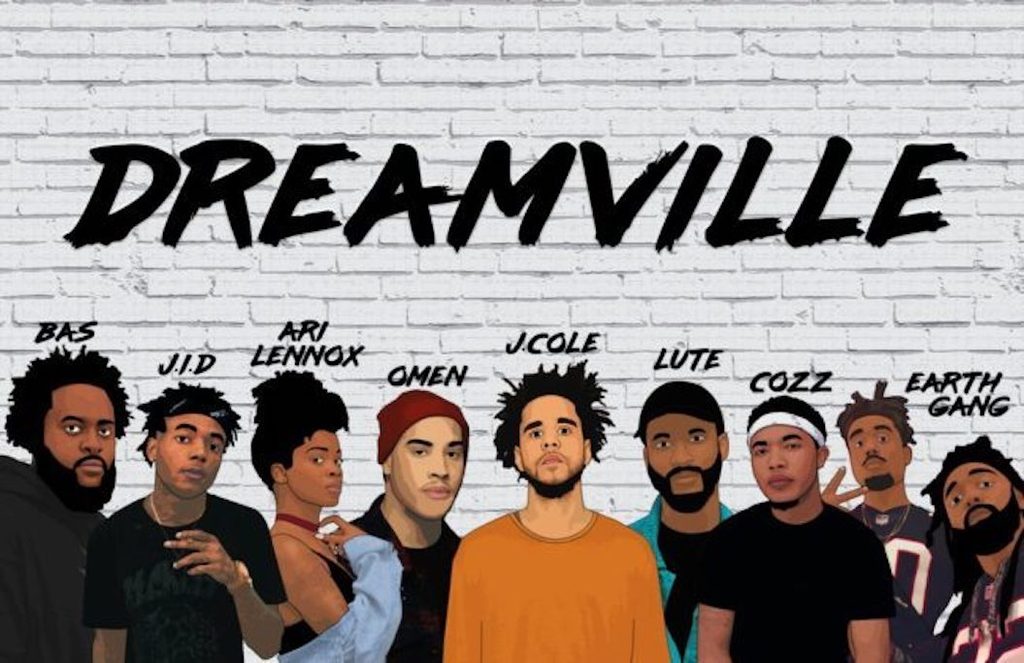 DREAMVILLE
BAS
J.I.D
ARI
LENNOX
OMEN
J.COLE
LUTE
COZZ
EARTH
GANG